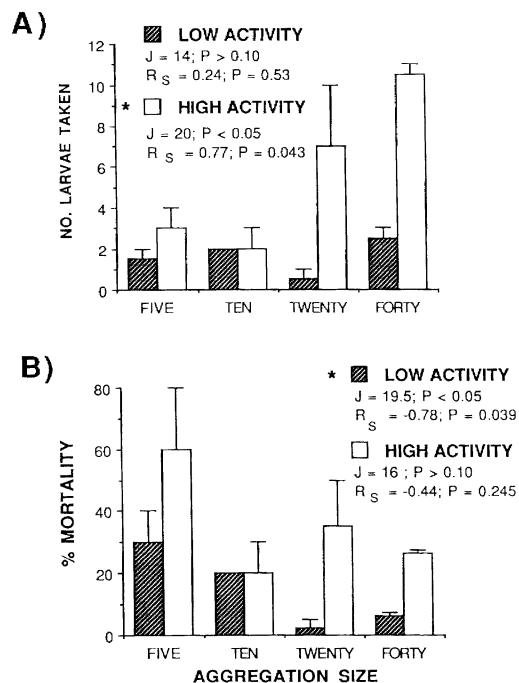 A)
LOW ACTIVITY
J = 14; P > 0.10
R S = 0.24; P = 0.53
* HIGH ACTIVITY
J = 20; P < 0.05
R S = 0.77; P = 0.043
NO. LARVAE TAKEN
12
10
8
6
4
2
0
FIVE TEN TWENTY FORTY
B)
* LOW ACTIVITY
J = 19.5; P < 0.05
R S = -0.78; P = 0.039
HIGH ACTIVITY
J = 16 ; P > 0.10
R S = -0.44; P = 0.245
% MORTALITY
80
60
40
20
0
FIVE TEN TWENTY FORTY
AGGREGATION SIZE